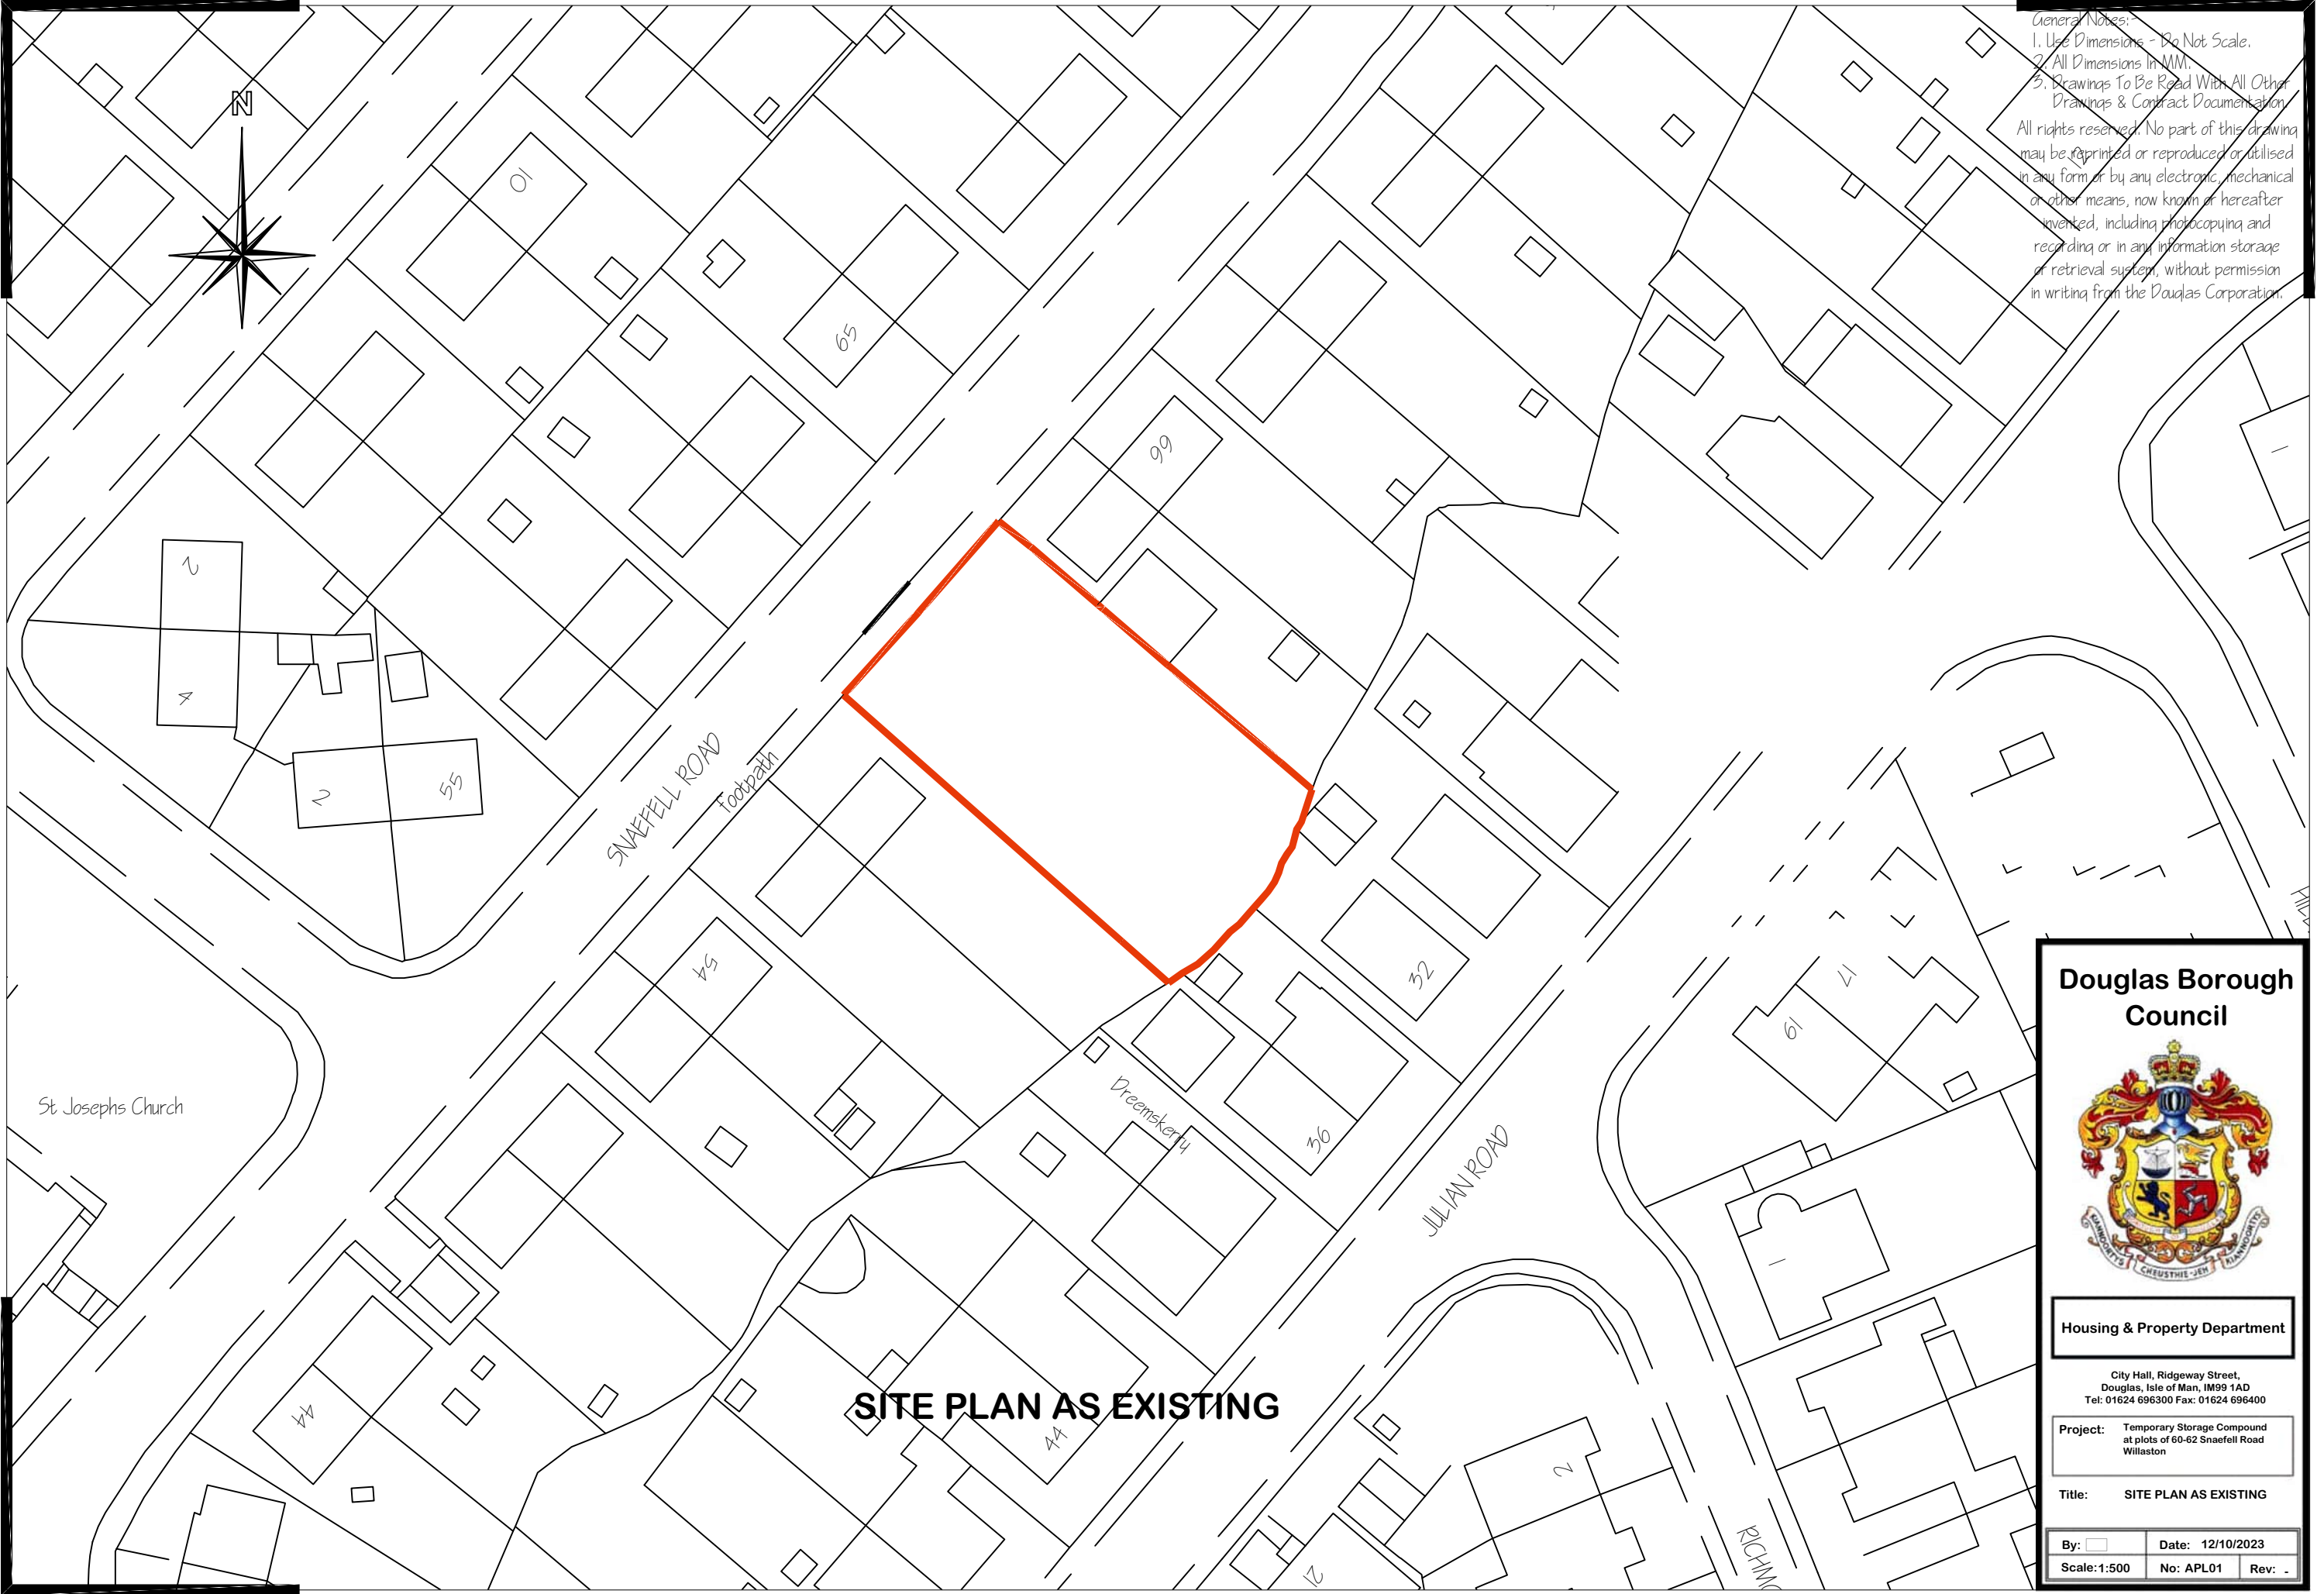 General Notes:-
1. Use Dimensions - Do Not Scale.
2. All Dimensions In MM.
3. Drawings To Be Read With All Other
Drawings & Contract Documentation.
All rights reserved. No part of this drawing
may be reprinted or reproduced or utilised
in any form or by any electronic, mechanical
or other means, now known or hereafter
invented, including photocopying and
recording or in any information storage
or retrieval system, without permission
in writing from the Douglas Corporation.
N
10
65
66
2
4
2
55
SNAEFELL ROAD
footpath
54
St Josephs Church
Dreemskerry
32
36
JULIAN ROAD
17
19
1
1
2
44
44
2
21
SITE PLAN AS EXISTING
Douglas Borough
Council
CHEUSTHIE-JEH
Housing & Property Department
City Hall, Ridgeway Street,
Douglas, Isle of Man, IM99 1AD
Tel: 01624 696300 Fax: 01624 696400
Project: Temporary Storage Compound
at plots of 60-62 Snaefell Road
Willaston
Title: SITE PLAN AS EXISTING
By: Date: 12/10/2023
Scale:1:500 No: APL01 Rev: -